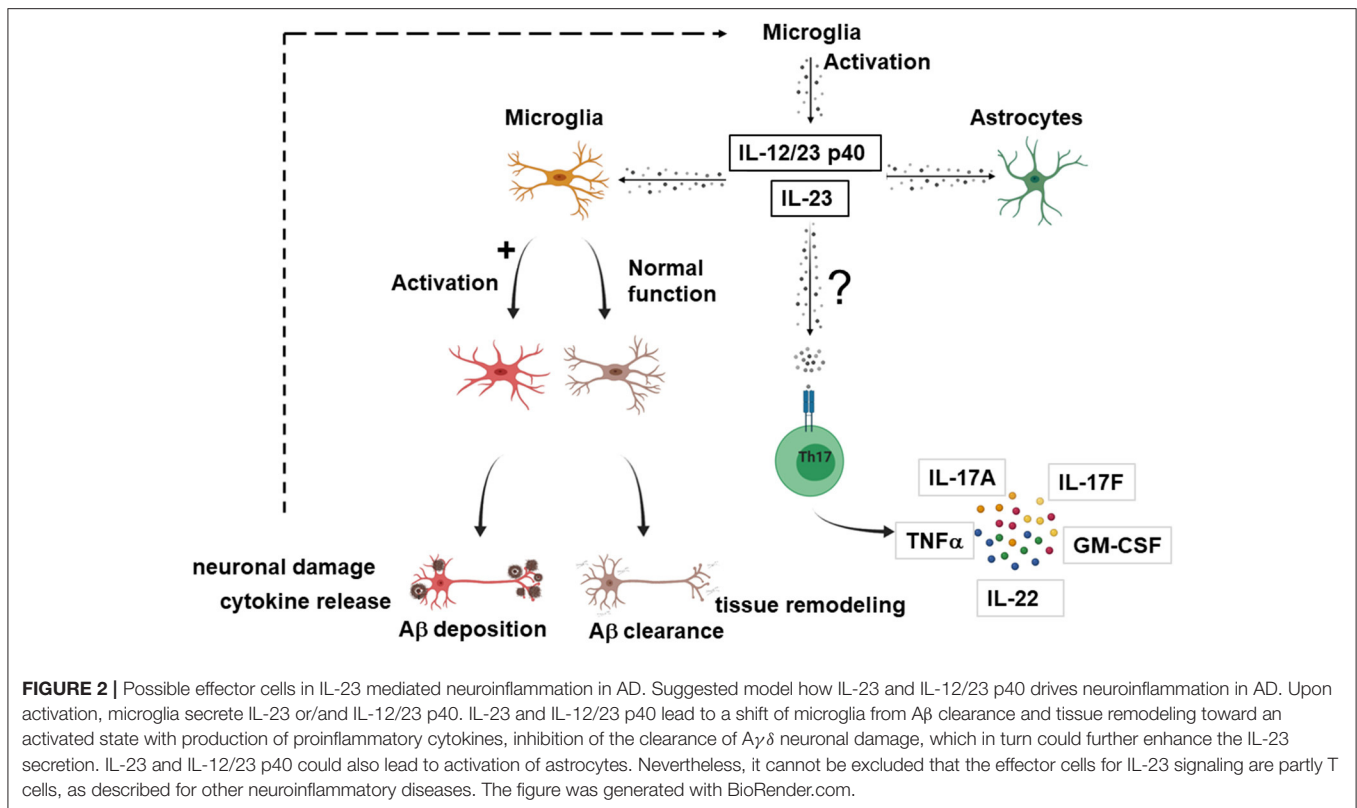 Microglia
Activation
Microglia
Astrocytes
IL-12/23 p40
IL-23
+
Activation
Normal
function
?
Th17
IL-17A
IL-17F
TNFα
GM-CSF
IL-22
neuronal damage
cytokine release
Aβ deposition
Aβ clearance
tissue remodeling
FIGURE 2 | Possible effector cells in IL-23 mediated neuroinflammation in AD. Suggested model how IL-23 and IL-12/23 p40 drives neuroinflammation in AD. Upon
activation, microglia secrete IL-23 or/and IL-12/23 p40. IL-23 and IL-12/23 p40 lead to a shift of microglia from Aβ clearance and tissue remodeling toward an
activated state with production of proinflammatory cytokines, inhibition of the clearance of Aγδ neuronal damage, which in turn could further enhance the IL-23
secretion. IL-23 and IL-12/23 p40 could also lead to activation of astrocytes. Nevertheless, it cannot be excluded that the effector cells for IL-23 signaling are partly T
cells, as described for other neuroinflammatory diseases. The figure was generated with BioRender.com.